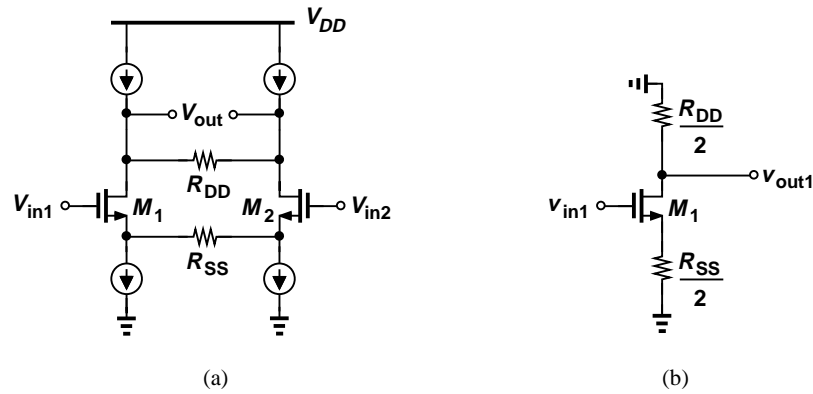 V_DD
V_out
R_DD
V_in1
M_1
M_2
V_in2
R_SS
(a)
R_DD
2
v_out1
v_in1
M_1
R_SS
2
(b)